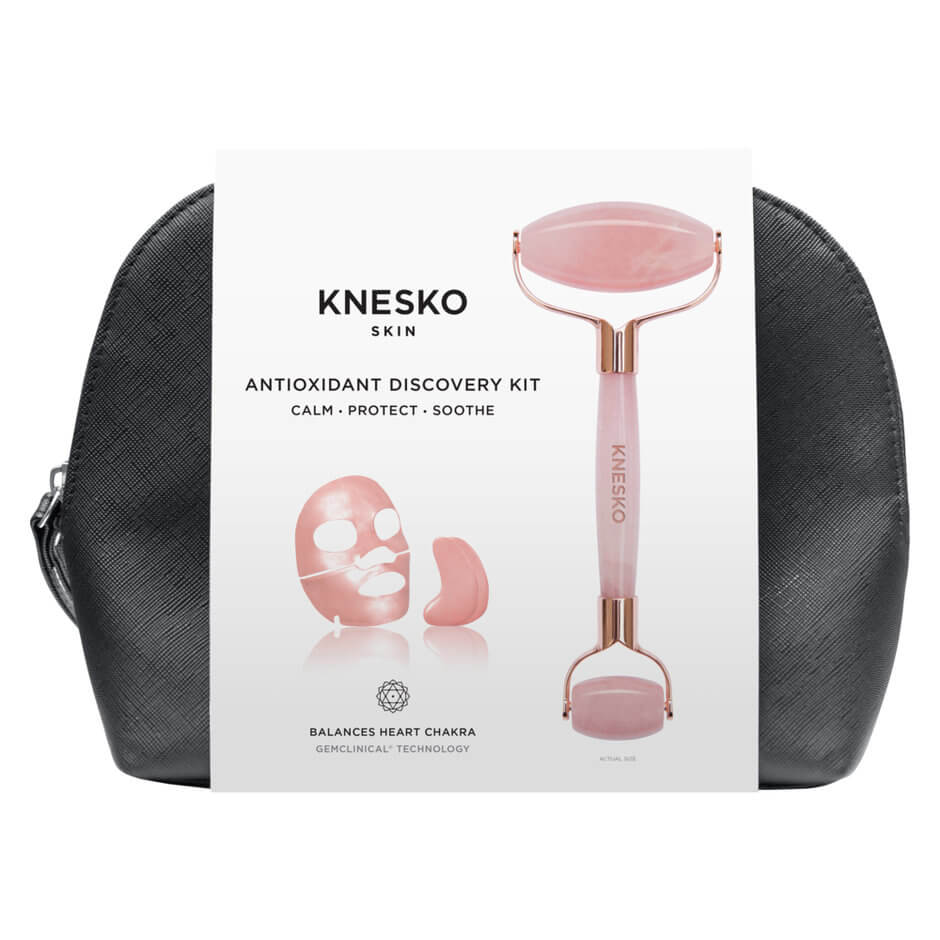 KNESKO
SKIN
ANTIOXIDANT DISCOVERY KIT
CALM • PROTECT • SOOTHE
KNESKO
BALANCES HEART CHAKRA
GEMCLINICAL® TECHNOLOGY
ACTUAL SIZE